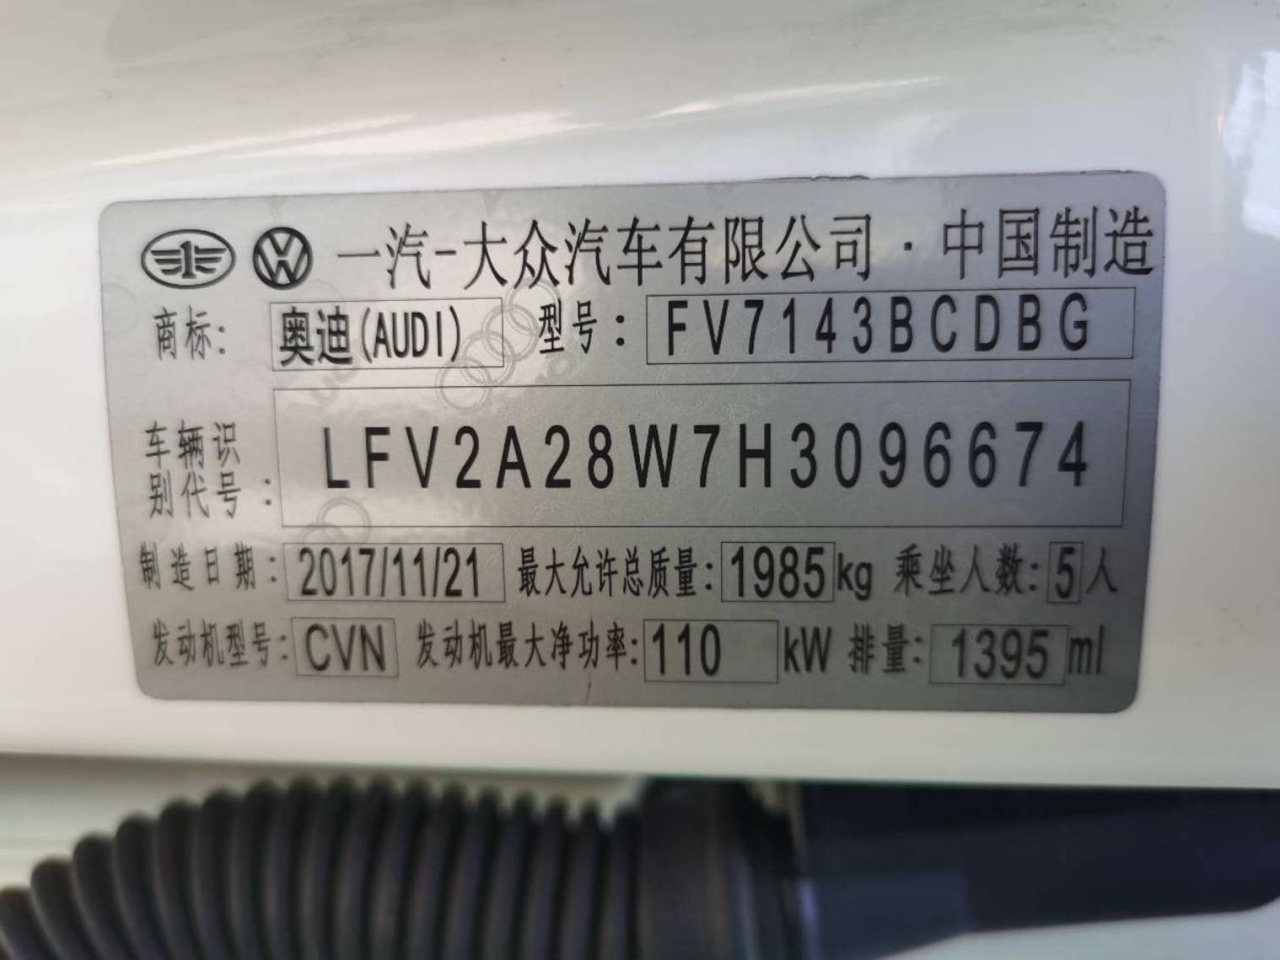 一汽-大众汽车有限公司·中国制造
商标: 奥迪(AUDI) 型号: FV7143BCDBG
车辆识别代号: LFV2A28W7H3096674
制造日期: 2017/11/21 最大允许总质量: 1985 kg 乘坐人数: 5 人
发动机型号: CVN 发动机最大净功率: 110 kW 排量: 1395 ml